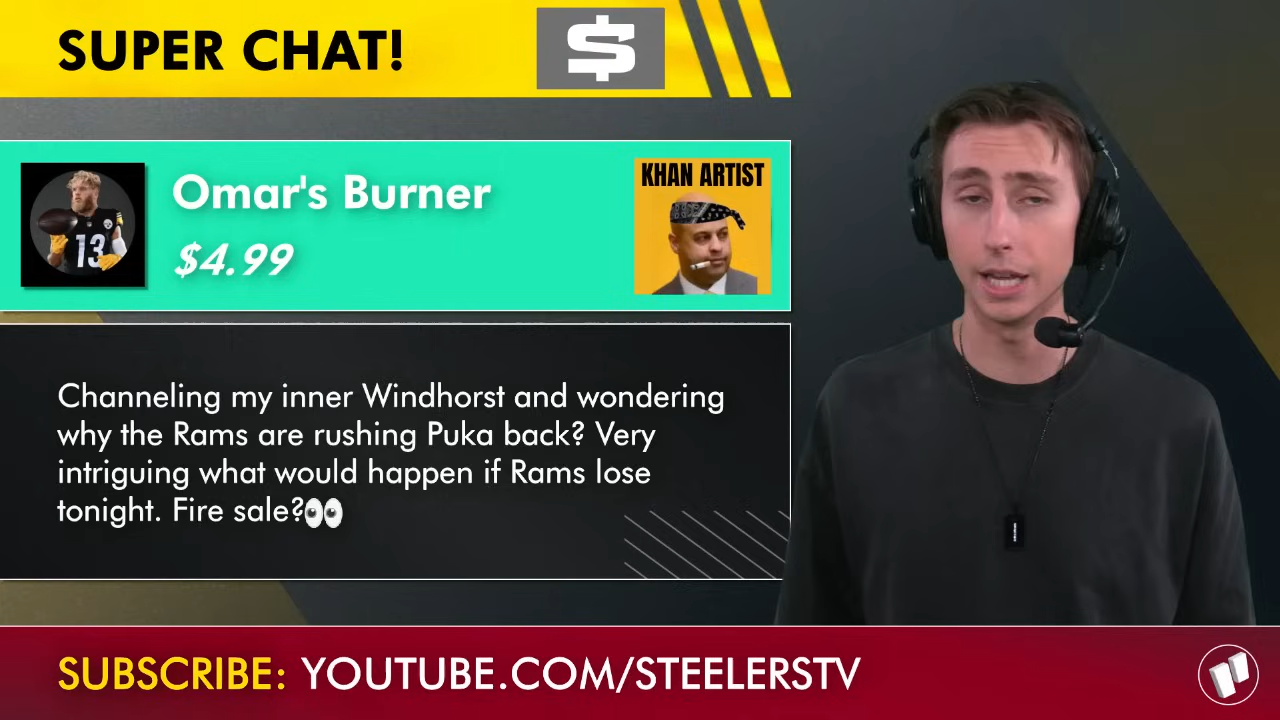 SUPER CHAT!
$
Omar's Burner
$4.99
KHAN ARTIST
13
Channeling my inner Windhorst and wondering
why the Rams are rushing Puka back? Very
intriguing what would happen if Rams lose
tonight. Fire sale?👀
SUBSCRIBE: YOUTUBE.COM/STEELERSTV